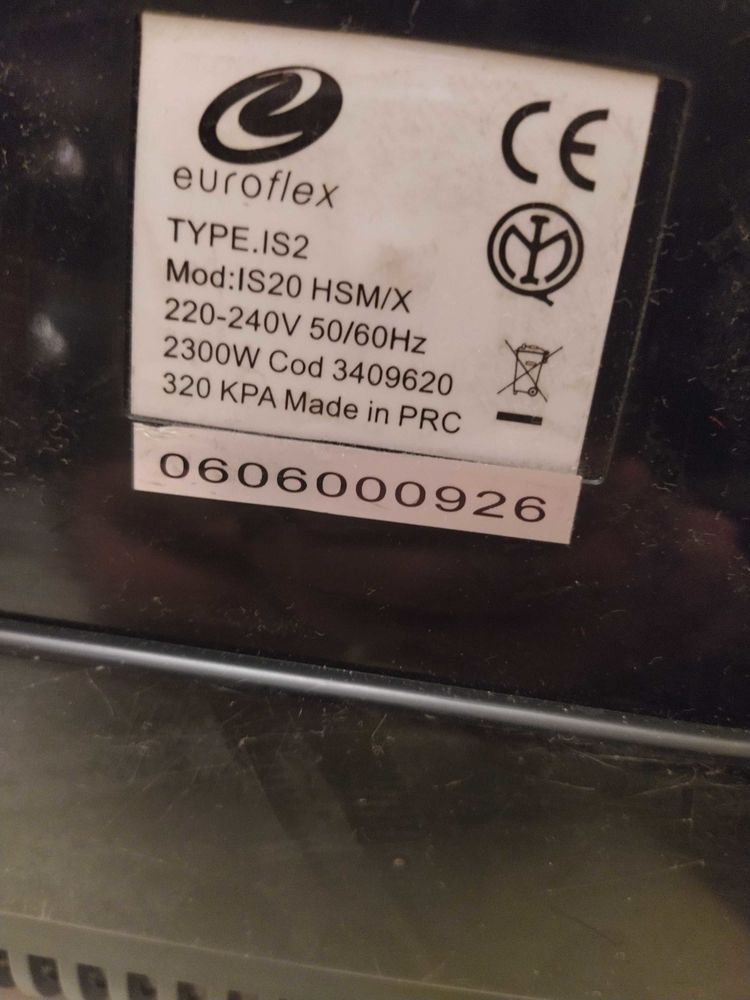 euroflex
CE
TYPE.IS2
Mod:IS20 HSM/X
220-240V 50/60Hz
2300W Cod 3409620
320 KPA Made in PRC
0606000926